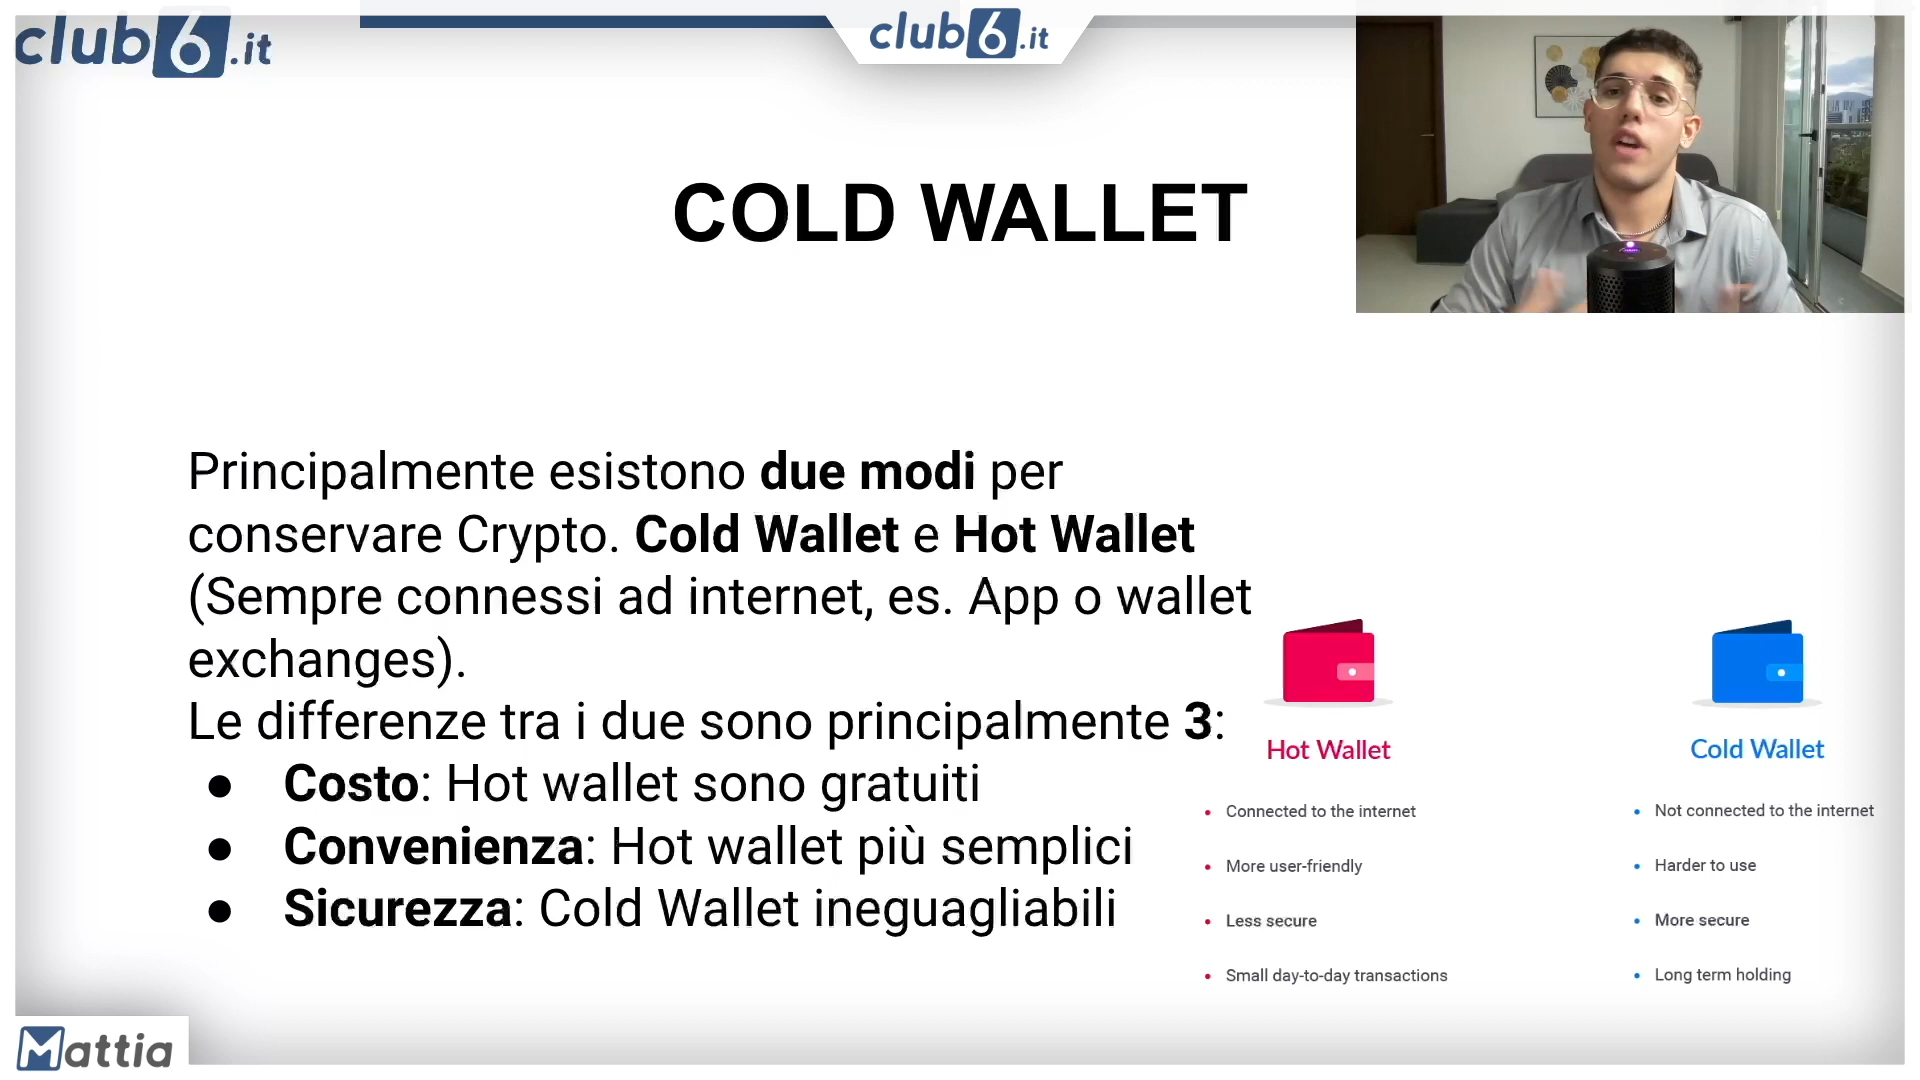 club6.it
club6.it
COLD WALLET
Principalmente esistono due modi per
conservare Crypto. Cold Wallet e Hot Wallet
(Sempre connessi ad internet, es. App o wallet
exchanges).
Le differenze tra i due sono principalmente 3:
● Costo: Hot wallet sono gratuiti
● Convenienza: Hot wallet più semplici
● Sicurezza: Cold Wallet ineguagliabili
Hot Wallet
• Connected to the internet
• More user-friendly
• Less secure
• Small day-to-day transactions
Cold Wallet
• Not connected to the internet
• Harder to use
• More secure
• Long term holding
Mattia